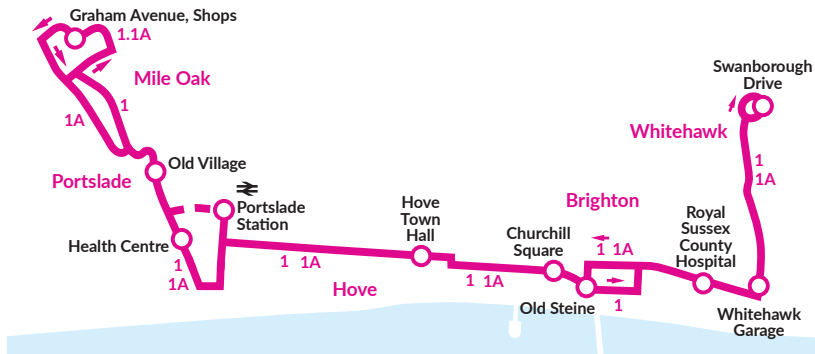 Graham Avenue, Shops
1.1A
Mile Oak
1
1A
Old Village
Portslade
Portslade
Station
Health Centre
1
1A
1 1A
Hove
Hove
Town
Hall
1 1A
Churchill
Square
Old Steine
Brighton
1 1A
1
Royal
Sussex
County
Hospital
Swanborough
Drive
Whitehawk
1
1A
Whitehawk
Garage